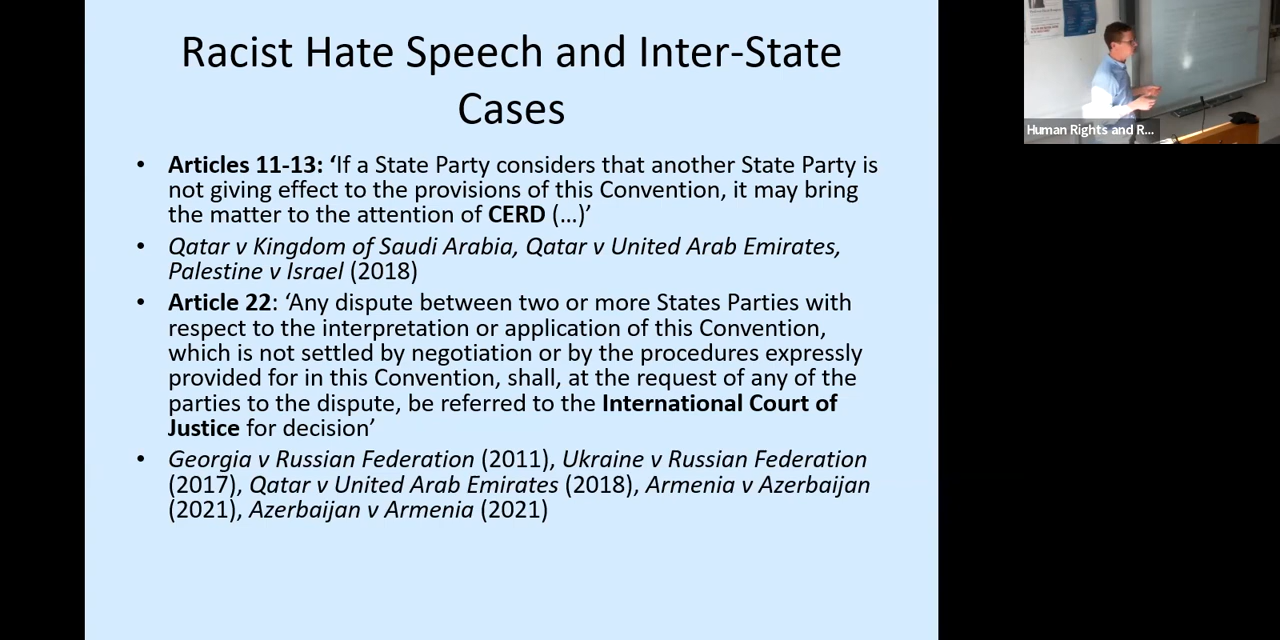 Racist Hate Speech and Inter-State
Cases
• Articles 11-13: ‘If a State Party considers that another State Party is
not giving effect to the provisions of this Convention, it may bring
the matter to the attention of CERD (…)’
• Qatar v Kingdom of Saudi Arabia, Qatar v United Arab Emirates,
Palestine v Israel (2018)
• Article 22: ‘Any dispute between two or more States Parties with
respect to the interpretation or application of this Convention,
which is not settled by negotiation or by the procedures expressly
provided for in this Convention, shall, at the request of any of the
parties to the dispute, be referred to the International Court of
Justice for decision’
• Georgia v Russian Federation (2011), Ukraine v Russian Federation
(2017), Qatar v United Arab Emirates (2018), Armenia v Azerbaijan
(2021), Azerbaijan v Armenia (2021)
Human Rights and R...